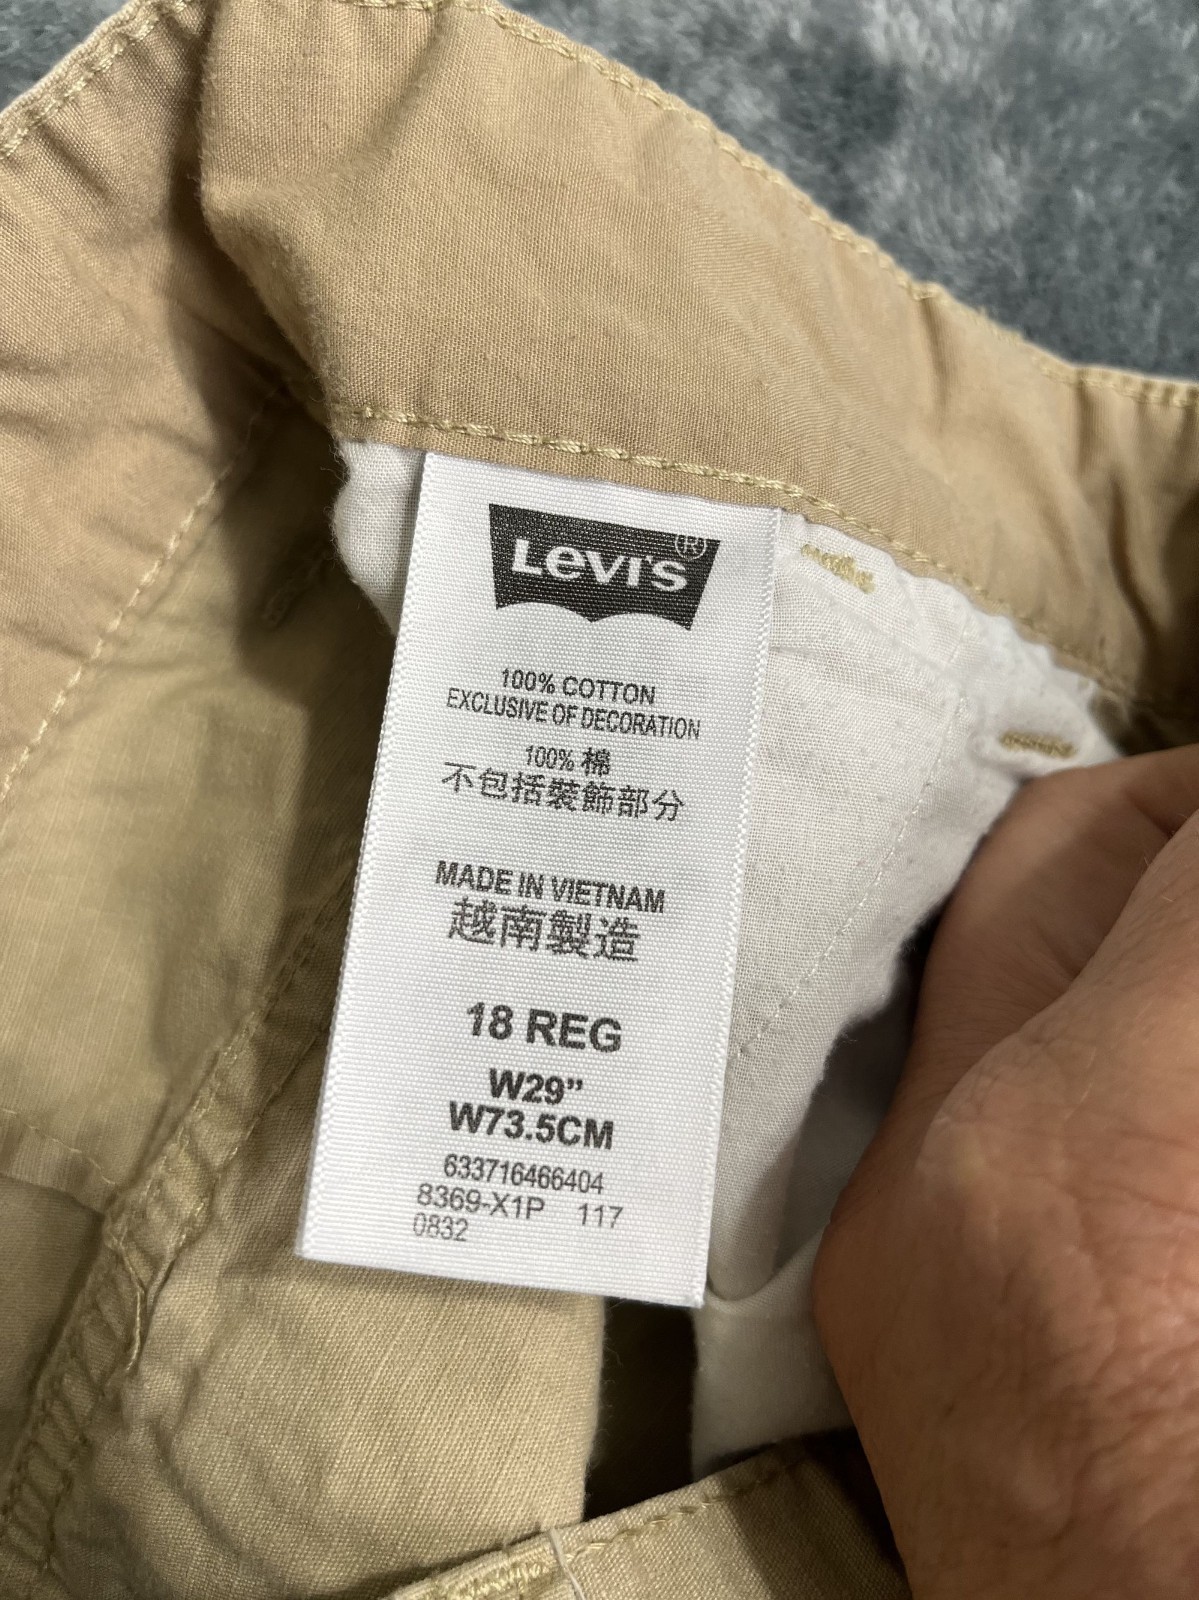 Levi's®
100% COTTON
EXCLUSIVE OF DECORATION
100% 棉
不包括裝飾部分
MADE IN VIETNAM
越南製造
18 REG
W29”
W73.5CM
633716466404
8369-X1P 117
0832